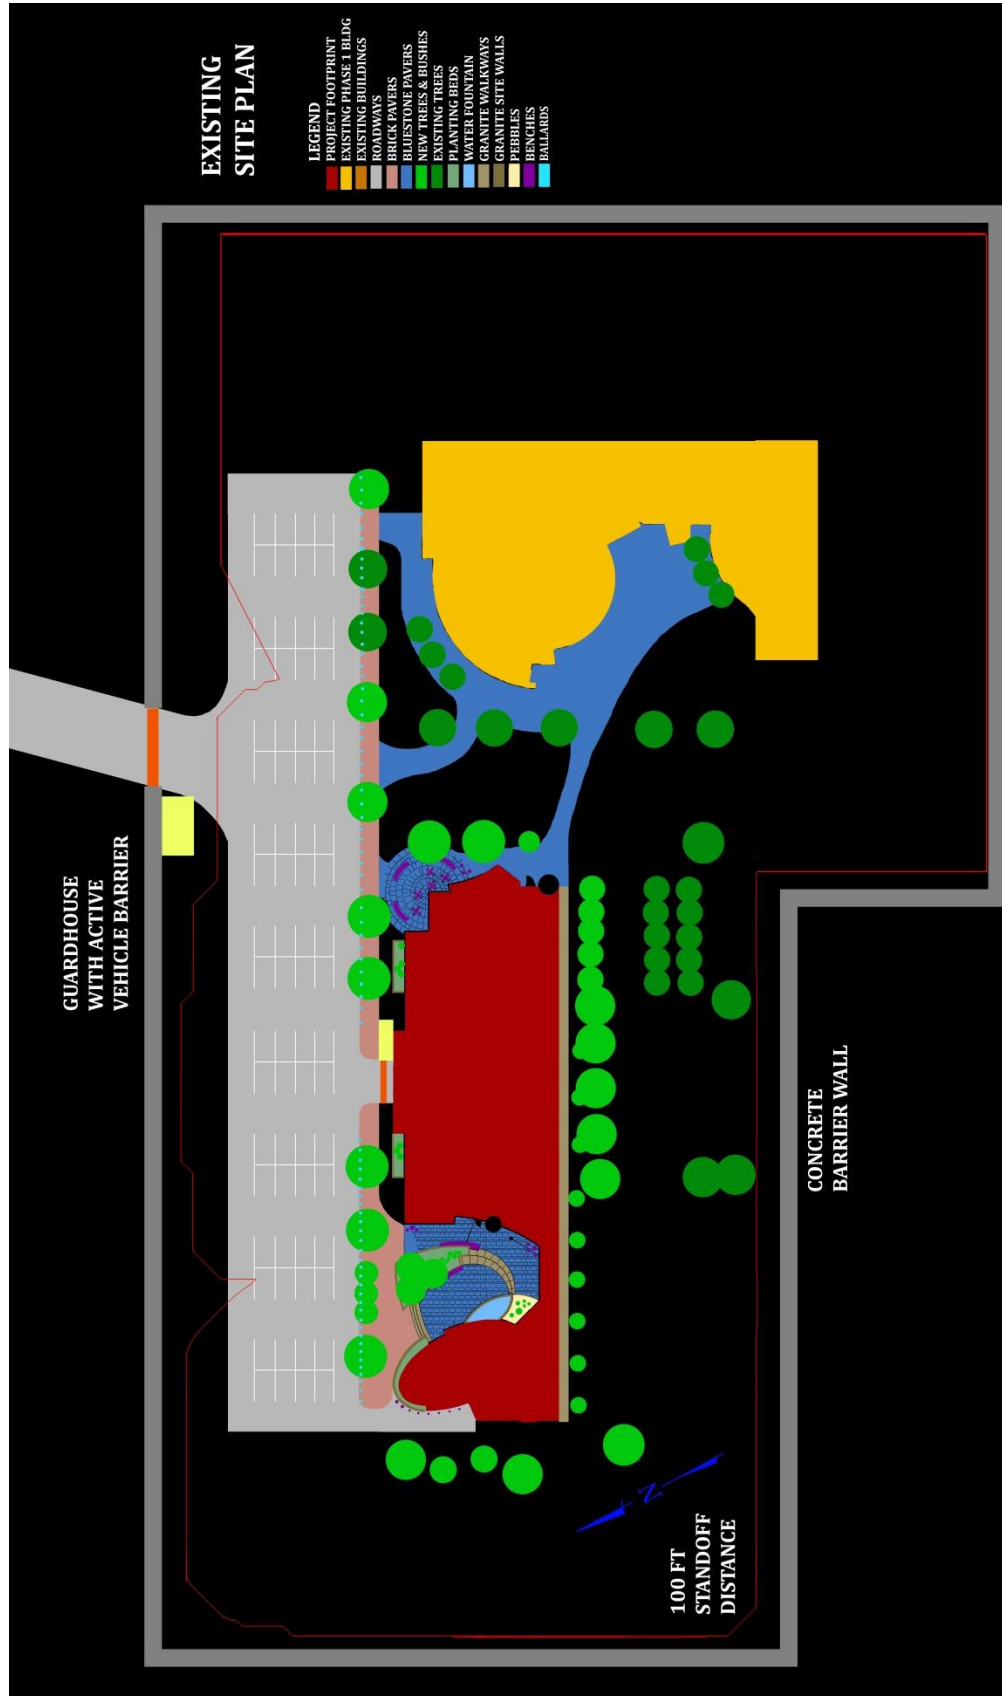 EXISTING
SITE PLAN
LEGEND
PROJECT FOOTPRINT
EXISTING PHASE 1 BLDG
EXISTING BUILDINGS
ROADWAYS
BRICK PAVERS
BLUESTONE PAVERS
NEW TREES & BUSHES
EXISTING TREES
PLANTING BEDS
WATER FOUNTAIN
GRANITE WALKWAYS
GRANITE SITE WALLS
PEBBLES
BENCHES
BALLARDS
GUARDHOUSE
WITH ACTIVE
VEHICLE BARRIER
CONCRETE
BARRIER WALL
100 FT
STANDOFF
DISTANCE
N